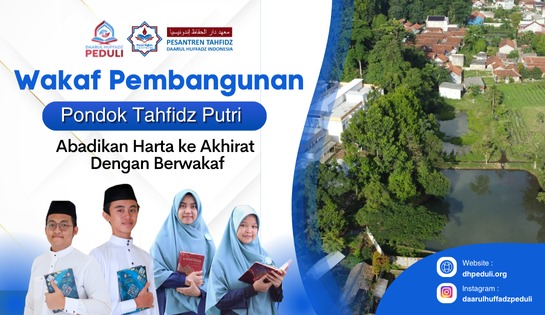 DAARUL HUFFADZ
PEDULI
معهد دار الحفاظ إندونيسيا
PESANTREN TAHFIDZ
DAARUL HUFFADZ INDONESIA
Wakaf Pembangunan
Pondok Tahfidz Putri
Abadikan Harta ke Akhirat
Dengan Berwakaf
Website :
dhpeduli.org
Instagram :
daarulhuffadzpeduli